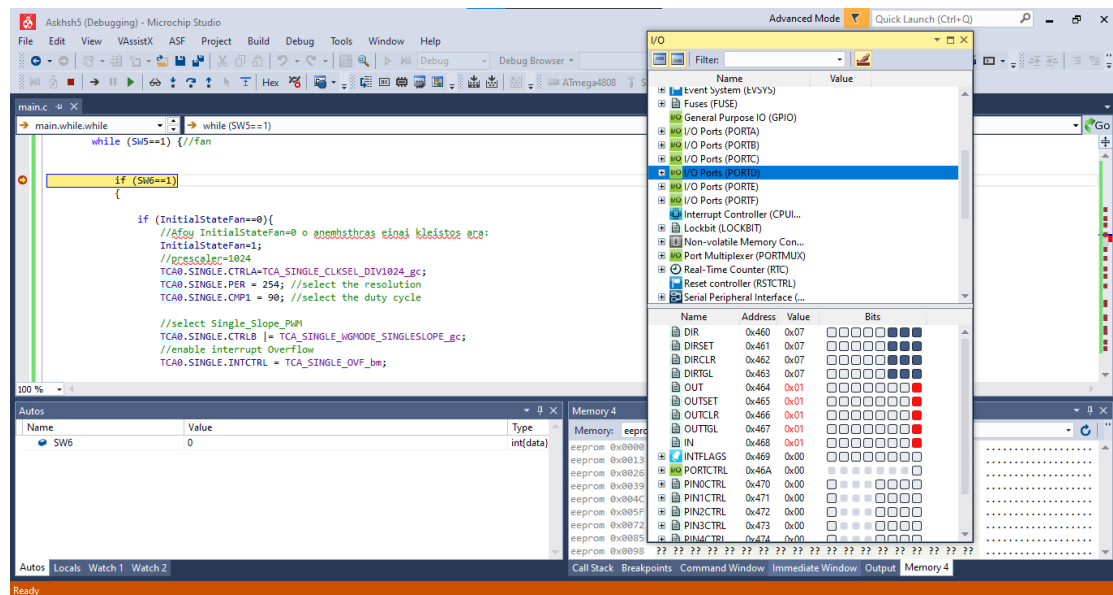 Askhsh5 (Debugging) - Microchip Studio
Advanced Mode
Quick Launch (Ctrl+Q)
File Edit View VAssistX ASF Project Build Debug Tools Window Help
Debug
Debug Browser
Hex
ATmega4808
main.c
main.while.while
while (SW5==1)
Go
while (SW5==1) {//fan
if (SW6==1)
{
if (InitialStateFan==0){
//Afou InitialStateFan=0 o anemhsthras einai kleistos ara:
InitialStateFan=1;
//prescaler=1024
TCA0.SINGLE.CTRLA=TCA_SINGLE_CLKSEL_DIV1024_gc;
TCA0.SINGLE.PER = 254; //select the resolution
TCA0.SINGLE.CMP1 = 90; //select the duty cycle
//select Single_Slope_PWM
TCA0.SINGLE.CTRLB |= TCA_SINGLE_WGMODE_SINGLESLOPE_gc;
//enable interrupt Overflow
TCA0.SINGLE.INTCTRL = TCA_SINGLE_OVF_bm;
100 %
I/O
Filter:
Name Value
Event System (EVSYS)
Fuses (FUSE)
I/O General Purpose IO (GPIO)
I/O I/O Ports (PORTA)
I/O I/O Ports (PORTB)
I/O I/O Ports (PORTC)
I/O I/O Ports (PORTD)
I/O I/O Ports (PORTE)
I/O I/O Ports (PORTF)
Interrupt Controller (CPUI...
Lockbit (LOCKBIT)
Non-volatile Memory Con...
I/O Port Multiplexer (PORTMUX)
Real-Time Counter (RTC)
Reset controller (RSTCTRL)
Serial Peripheral Interface (...
Name Address Value Bits
DIR 0x460 0x07
DIRSET 0x461 0x07
DIRCLR 0x462 0x07
DIRTGL 0x463 0x07
OUT 0x464 0x01
OUTSET 0x465 0x01
OUTCLR 0x466 0x01
OUTTGL 0x467 0x01
IN 0x468 0x01
INTFLAGS 0x469 0x00
I/O PORTCTRL 0x46A 0x00
PIN0CTRL 0x470 0x00
PIN1CTRL 0x471 0x00
PIN2CTRL 0x472 0x00
PIN3CTRL 0x473 0x00
PIN4CTRL 0x474 0x00
Autos
Name Value Type
SW6 0 int{data}
Autos Locals Watch 1 Watch 2
Memory 4
Memory: eepro
eeprom 0x0000 ..................
eeprom 0x0013 ..................
eeprom 0x0026 ..................
eeprom 0x0039 ..................
eeprom 0x004C ..................
eeprom 0x005F ..................
eeprom 0x0072 ..................
eeprom 0x0085 ..................
eeprom 0x0098 ?? ?? ?? ?? ?? ?? ?? ?? ?? ?? ?? ?? ?? ?? ?? ?? ?? ?? ?? ..................
Call Stack Breakpoints Command Window Immediate Window Output Memory 4
Ready